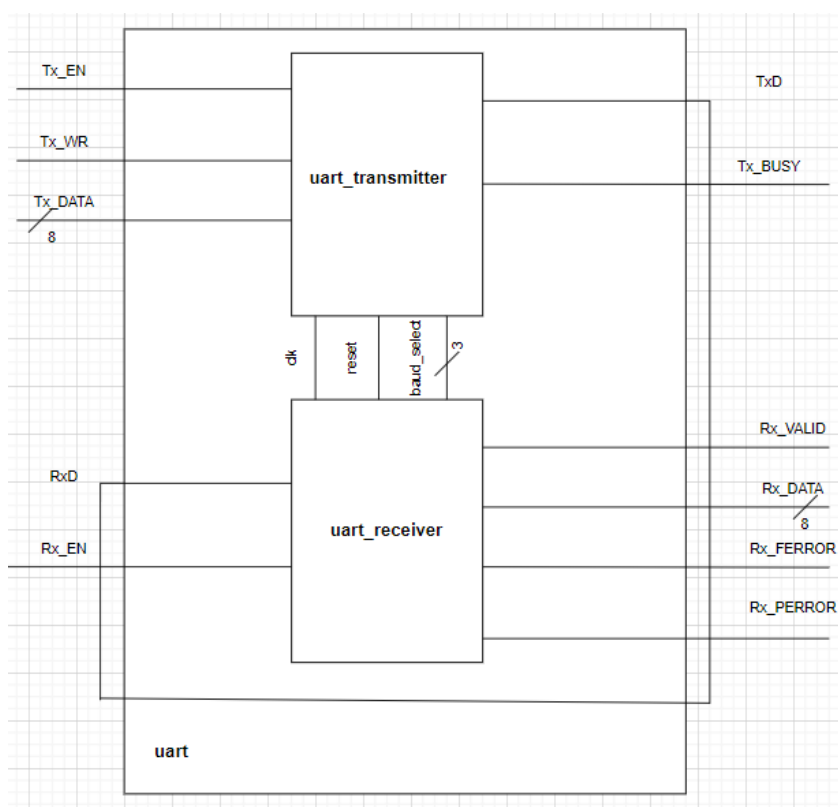 Tx_EN
TxD
Tx_WR
Tx_BUSY
uart_transmitter
Tx_DATA
8
clk
reset
baud_select
3
Rx_VALID
RxD
Rx_DATA
8
uart_receiver
Rx_EN
Rx_FERROR
Rx_PERROR
uart